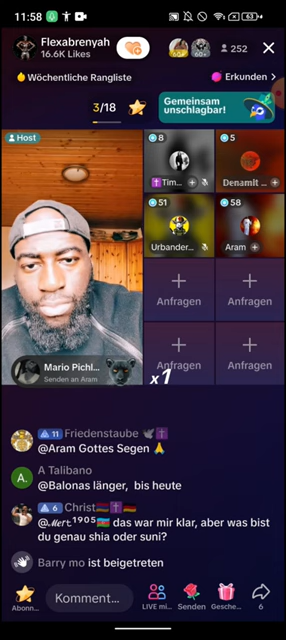 11:58
63
Flexabrenyah
16.6K Likes
252
Wöchentliche Rangliste
Erkunden >
3/18
Gemeinsam
unschlagbar!
Host
8
5
Tim...
Denamit ...
51
58
Urbander...
Aram
Anfragen
Anfragen
Anfragen
Anfragen
Mario Pichl...
Senden an Aram
x1
11 Friedenstaube
@Aram Gottes Segen 🙏
A Talibano
@Balonas länger, bis heute
6 Christ
@𝓜𝓮𝓻𝓽¹⁹⁰⁵ das war mir klar, aber was bist
du genau shia oder suni?
Barry mo ist beigetreten
Kommentar...
Abonn...
LIVE mi...
Senden
Gesche...
6